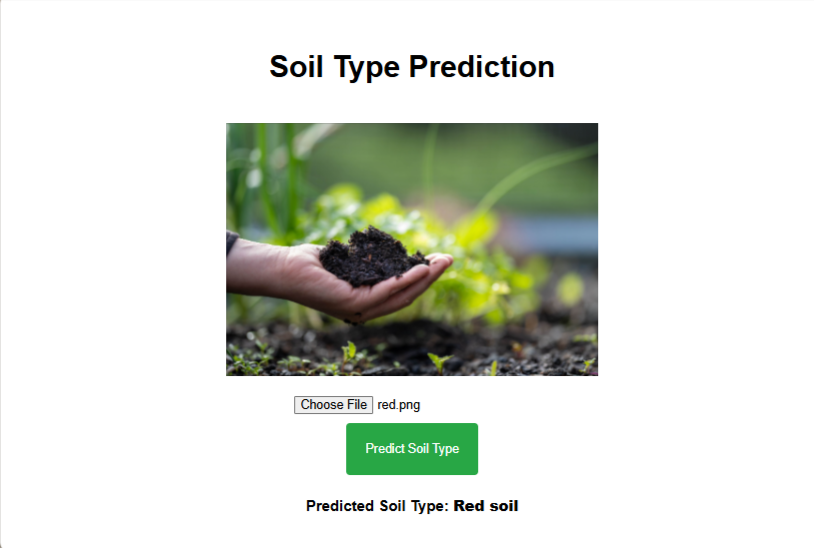 Soil Type Prediction
Choose File red.png
Predict Soil Type
Predicted Soil Type: Red soil